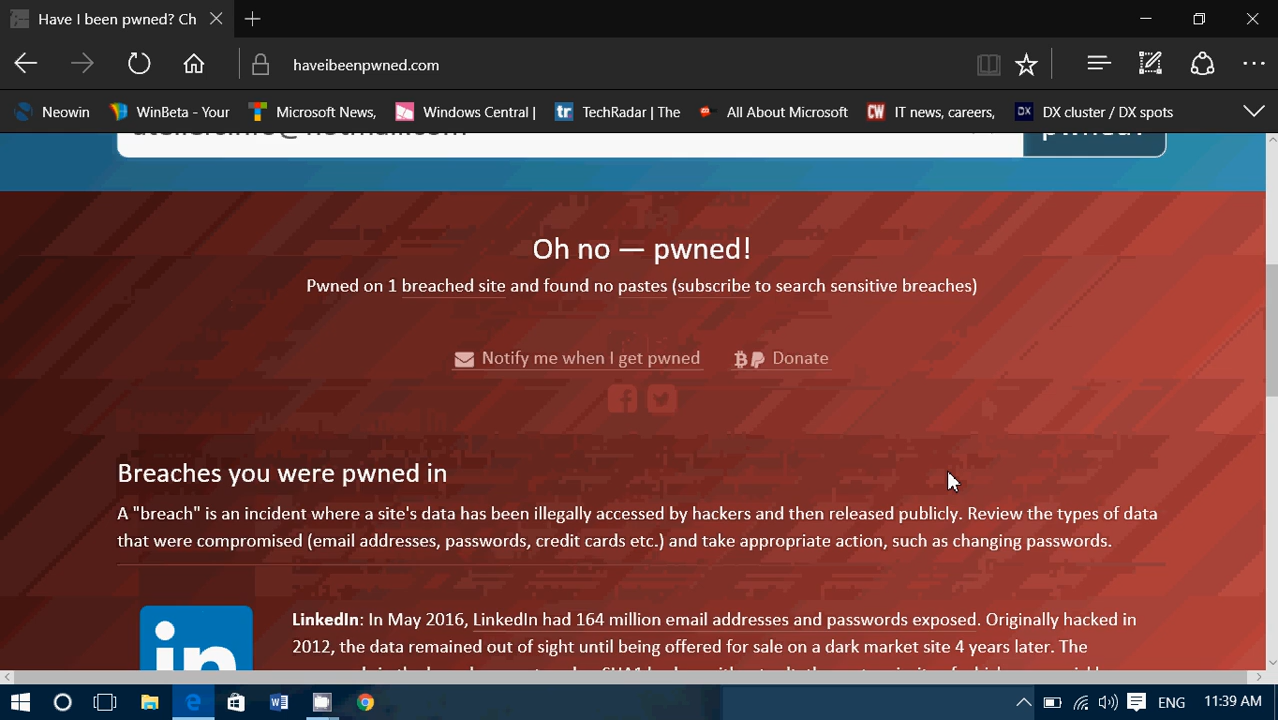 Have I been pwned? Ch
haveibeenpwned.com
Neowin WinBeta - Your Microsoft News, Windows Central | TechRadar | The All About Microsoft IT news, careers, DX cluster / DX spots
Oh no — pwned!
Pwned on 1 breached site and found no pastes (subscribe to search sensitive breaches)
Notify me when I get pwned Donate
Breaches you were pwned in
A "breach" is an incident where a site's data has been illegally accessed by hackers and then released publicly. Review the types of data
that were compromised (email addresses, passwords, credit cards etc.) and take appropriate action, such as changing passwords.
LinkedIn: In May 2016, LinkedIn had 164 million email addresses and passwords exposed. Originally hacked in
2012, the data remained out of sight until being offered for sale on a dark market site 4 years later. The
ENG 11:39 AM